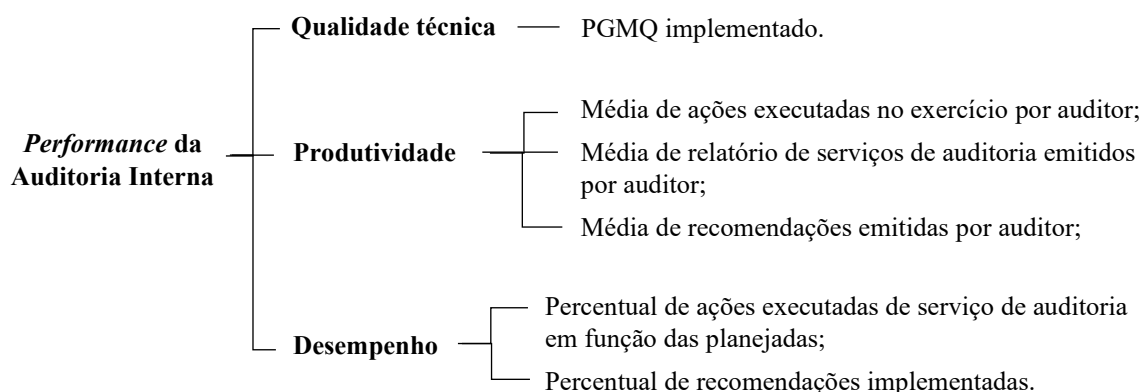 Performance da
Auditoria Interna
Qualidade técnica
PGMQ implementado.
Produtividade
Média de ações executadas no exercício por auditor;
Média de relatório de serviços de auditoria emitidos
por auditor;
Média de recomendações emitidas por auditor;
Desempenho
Percentual de ações executadas de serviço de auditoria
em função das planejadas;
Percentual de recomendações implementadas.